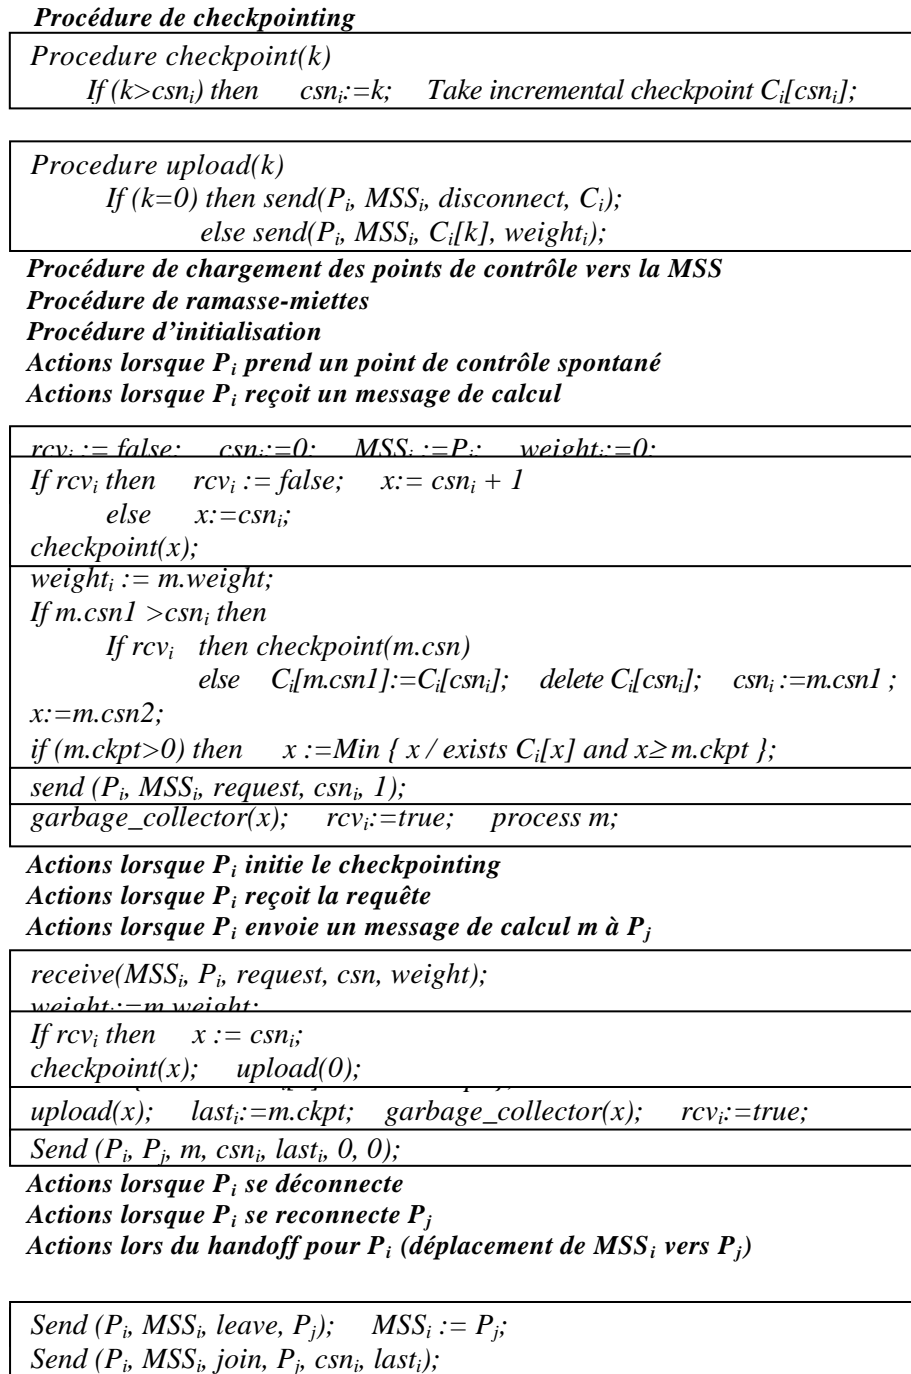 Procédure de checkpointing
Procedure checkpoint(k)
If (k>csni) then csni:=k; Take incremental checkpoint Ci[csni];
Procedure upload(k)
If (k=0) then send(Pi, MSSi, disconnect, Ci);
else send(Pi, MSSi, Ci[k], weighti);
Procédure de chargement des points de contrôle vers la MSS
Procédure de ramasse-miettes
Procédure d'initialisation
Actions lorsque Pi prend un point de contrôle spontané
Actions lorsque Pi reçoit un message de calcul
rcvi := false; csni:=0; MSSi :=Pj; weighti:=0;
If rcvi then rcvi := false; x:= csni + 1
else x:=csni;
checkpoint(x);
weighti := m.weight;
If m.csn1 >csni then
If rcvi then checkpoint(m.csn)
else Ci[m.csn1]:=Ci[csni]; delete Ci[csni]; csni :=m.csn1 ;
x:=m.csn2;
if (m.ckpt>0) then x :=Min { x / exists Ci[x] and x≥ m.ckpt };
send (Pi, MSSi, request, csni, 1);
garbage_collector(x); rcvi:=true; process m;
Actions lorsque Pi initie le checkpointing
Actions lorsque Pi reçoit la requête
Actions lorsque Pi envoie un message de calcul m à Pj
receive(MSSi, Pi, request, csn, weight);
weighti:=m.weight;
If rcvi then x := csni;
checkpoint(x); upload(0);
upload(x); lasti:=m.ckpt; garbage_collector(x); rcvi:=true;
Send (Pi, Pj, m, csni, lasti, 0, 0);
Actions lorsque Pi se déconnecte
Actions lorsque Pi se reconnecte Pj
Actions lors du handoff pour Pi (déplacement de MSSi vers Pj)
Send (Pi, MSSi, leave, Pj); MSSi := Pj;
Send (Pi, MSSi, join, Pj, csni, lasti);